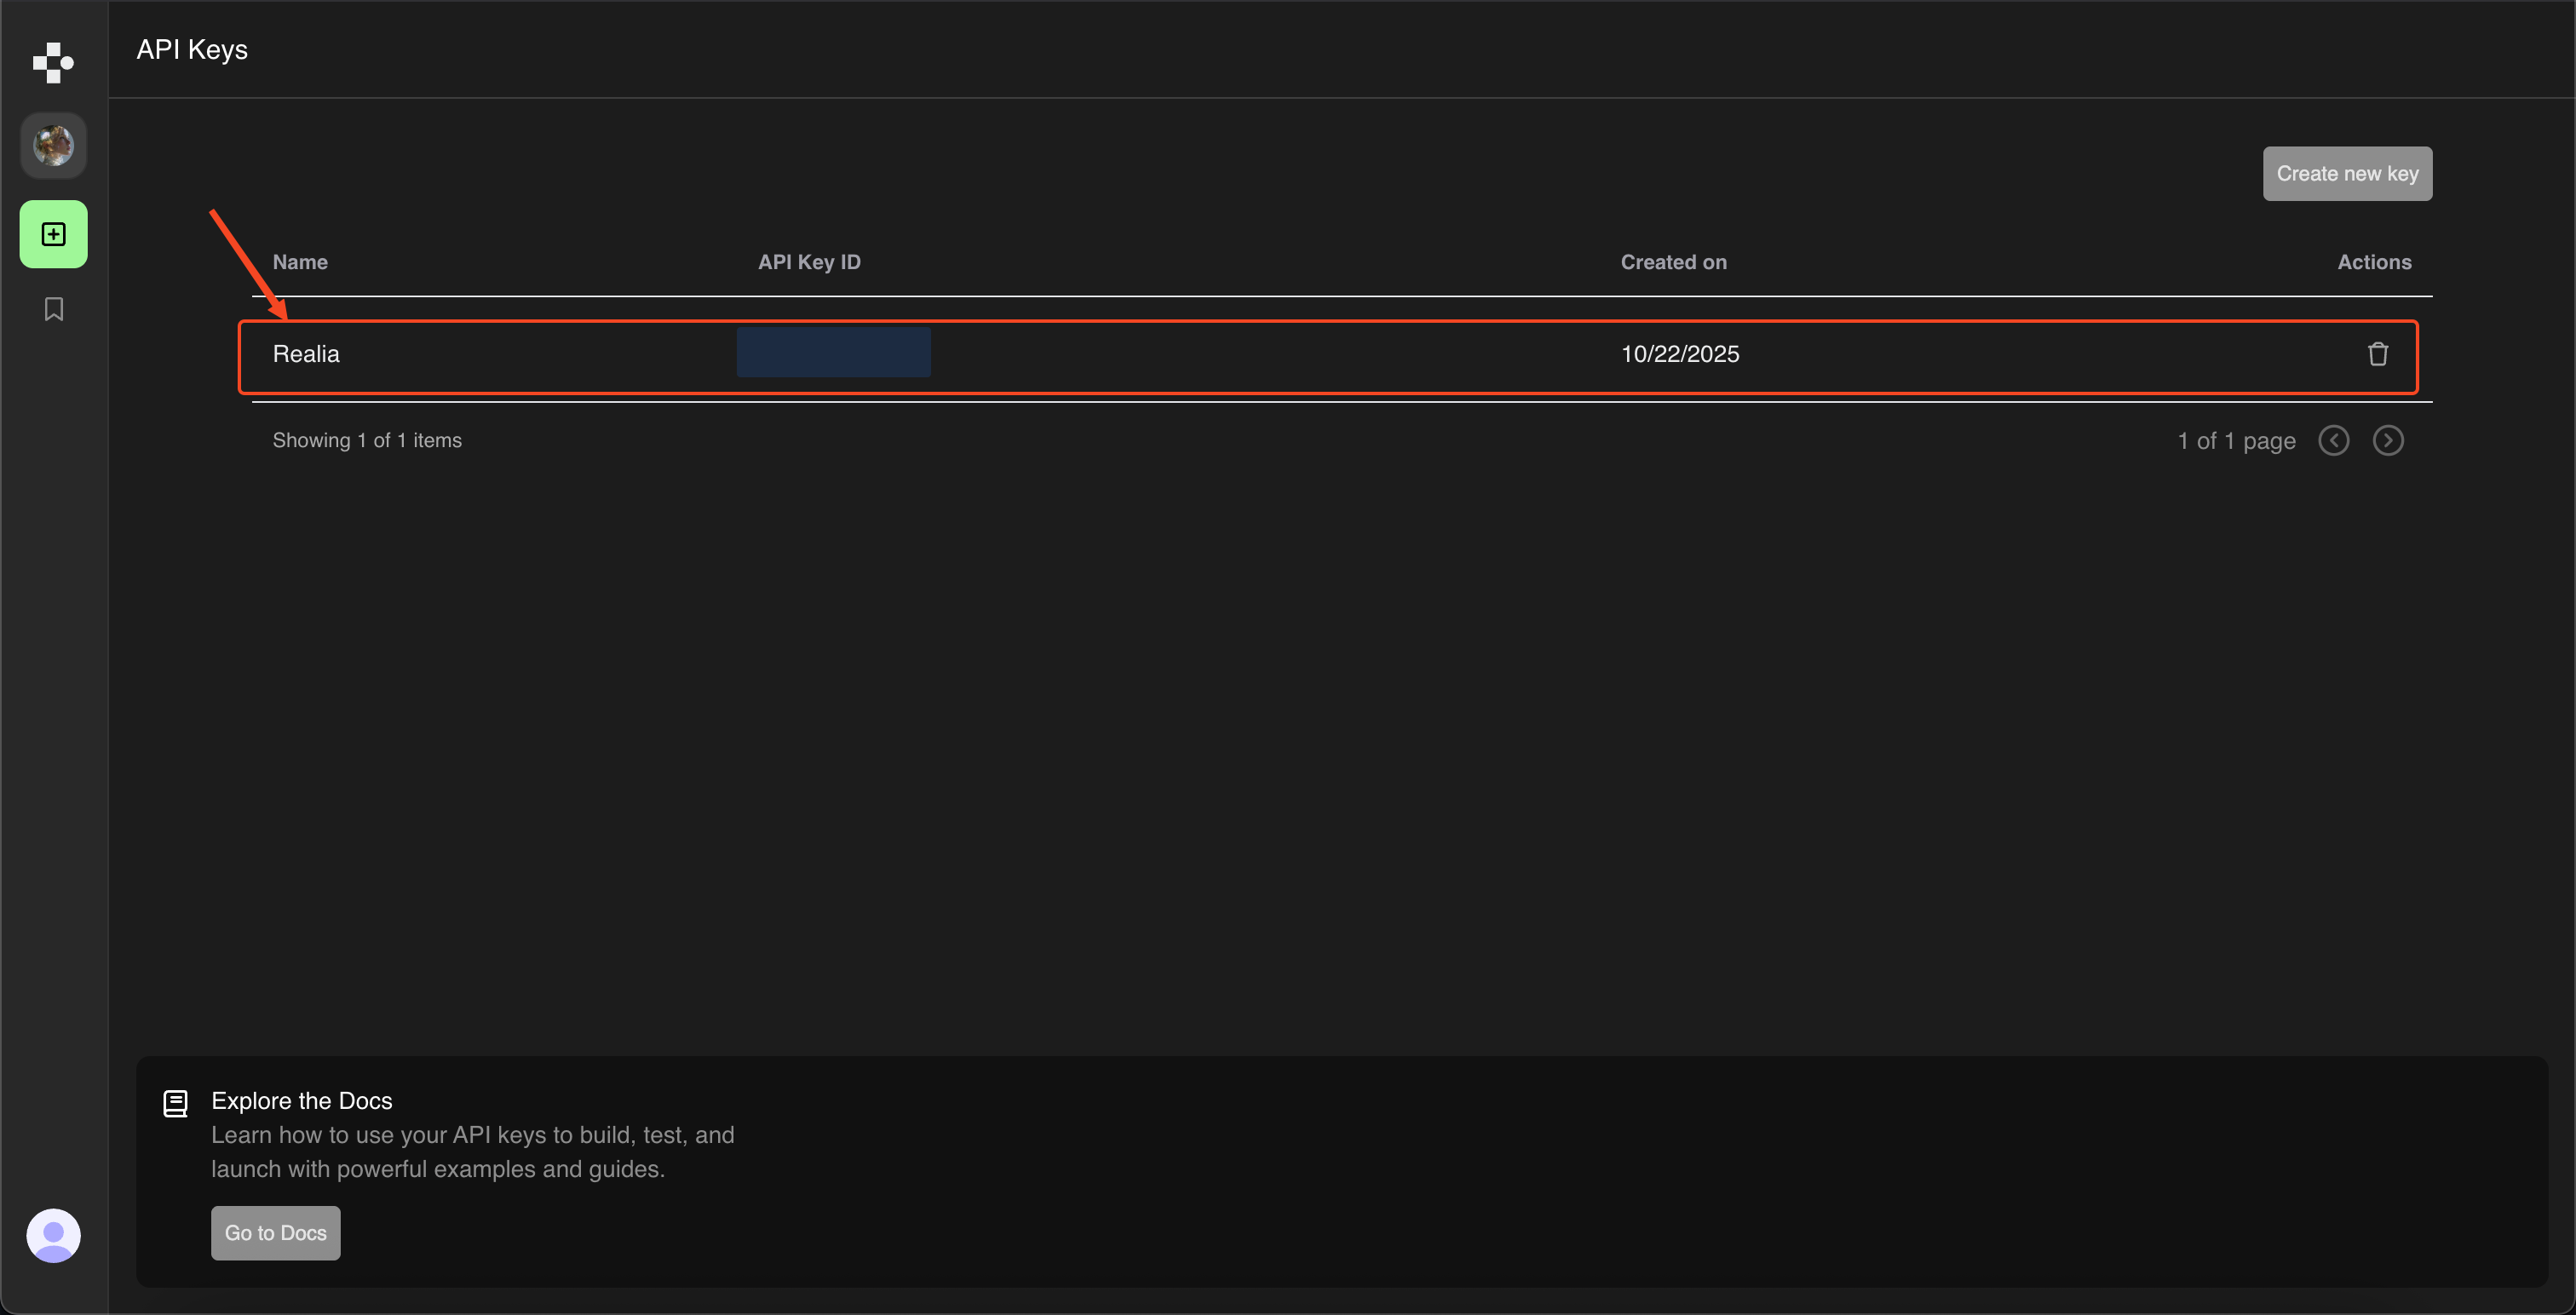 API Keys
Create new key
Name API Key ID Created on Actions
Realia 10/22/2025
Showing 1 of 1 items 1 of 1 page
Explore the Docs
Learn how to use your API keys to build, test, and
launch with powerful examples and guides.
Go to Docs